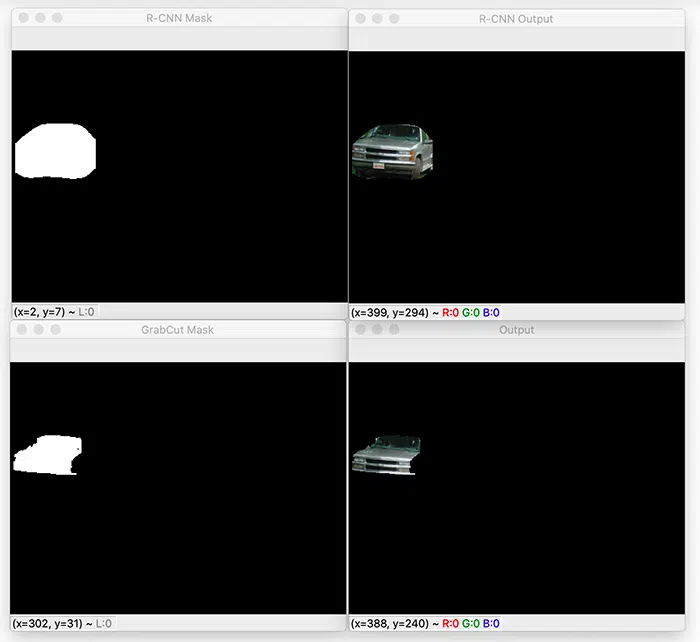 R-CNN Mask
R-CNN Output
(x=2, y=7) ~ L:0
(x=399, y=294) ~ R:0 G:0 B:0
GrabCut Mask
Output
(x=302, y=31) ~ L:0
(x=388, y=240) ~ R:0 G:0 B:0